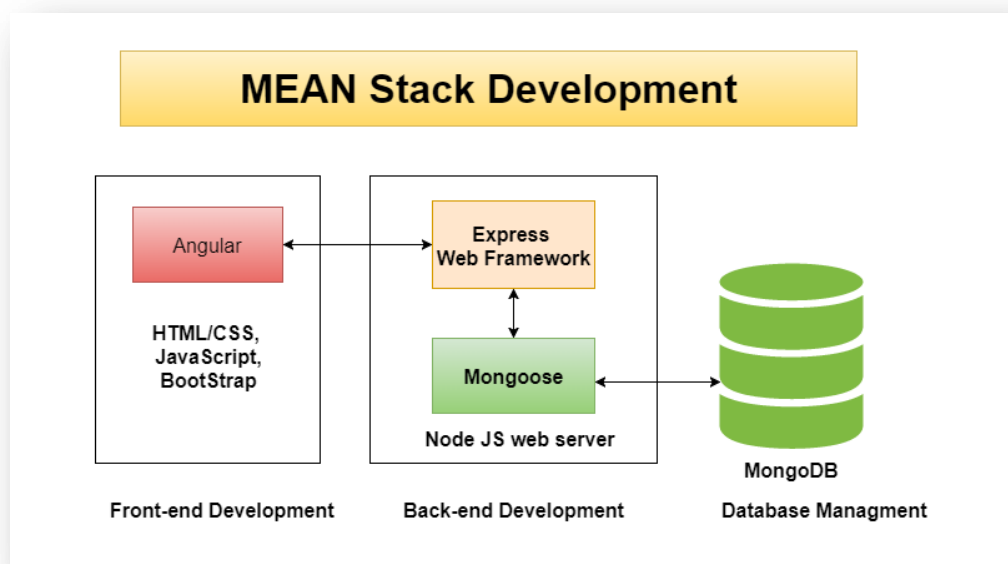 MEAN Stack Development
Angular
HTML/CSS,
JavaScript,
BootStrap
Front-end Development
Express
Web Framework
Mongoose
Node JS web server
Back-end Development
MongoDB
Database Managment